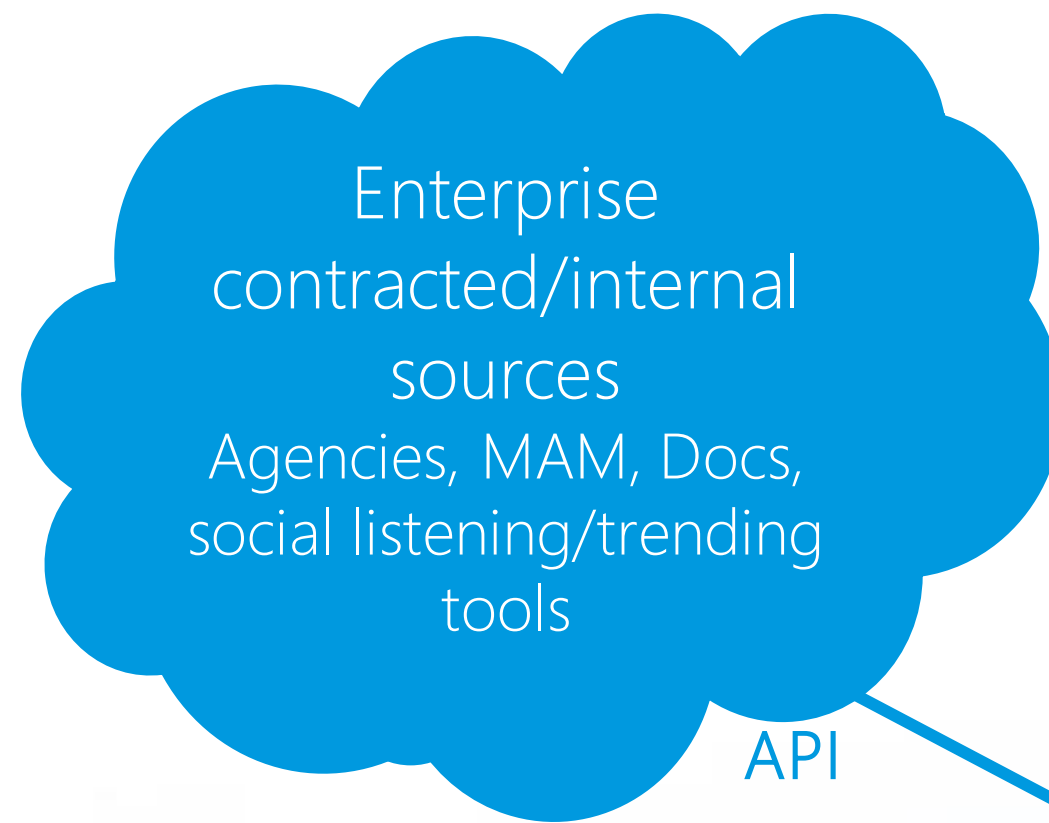 Enterprise
contracted/internal
sources
Agencies, MAM, Docs,
social listening/trending
tools
API